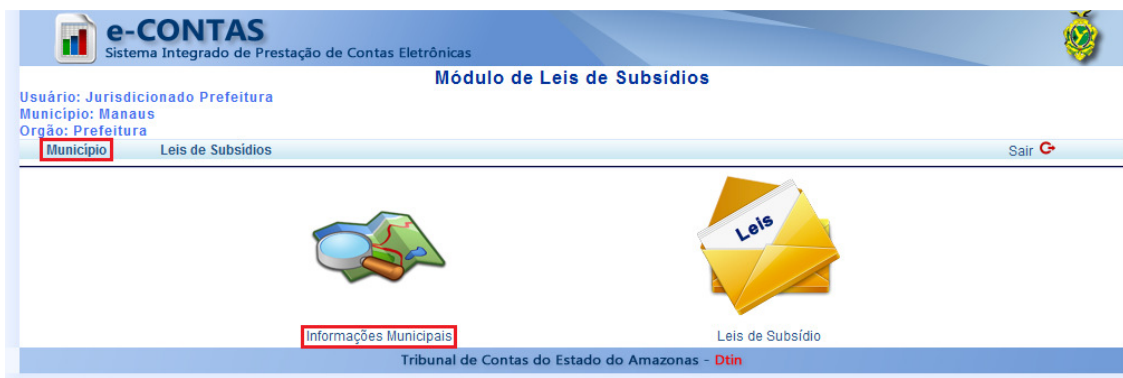 e-CONTAS
Sistema Integrado de Prestação de Contas Eletrônicas
Módulo de Leis de Subsídios
Usuário: Jurisdicionado Prefeitura
Município: Manaus
Orgão: Prefeitura
Município Leis de Subsídios Sair
Leis
Informações Municipais Leis de Subsídio
Tribunal de Contas do Estado do Amazonas - Dtin